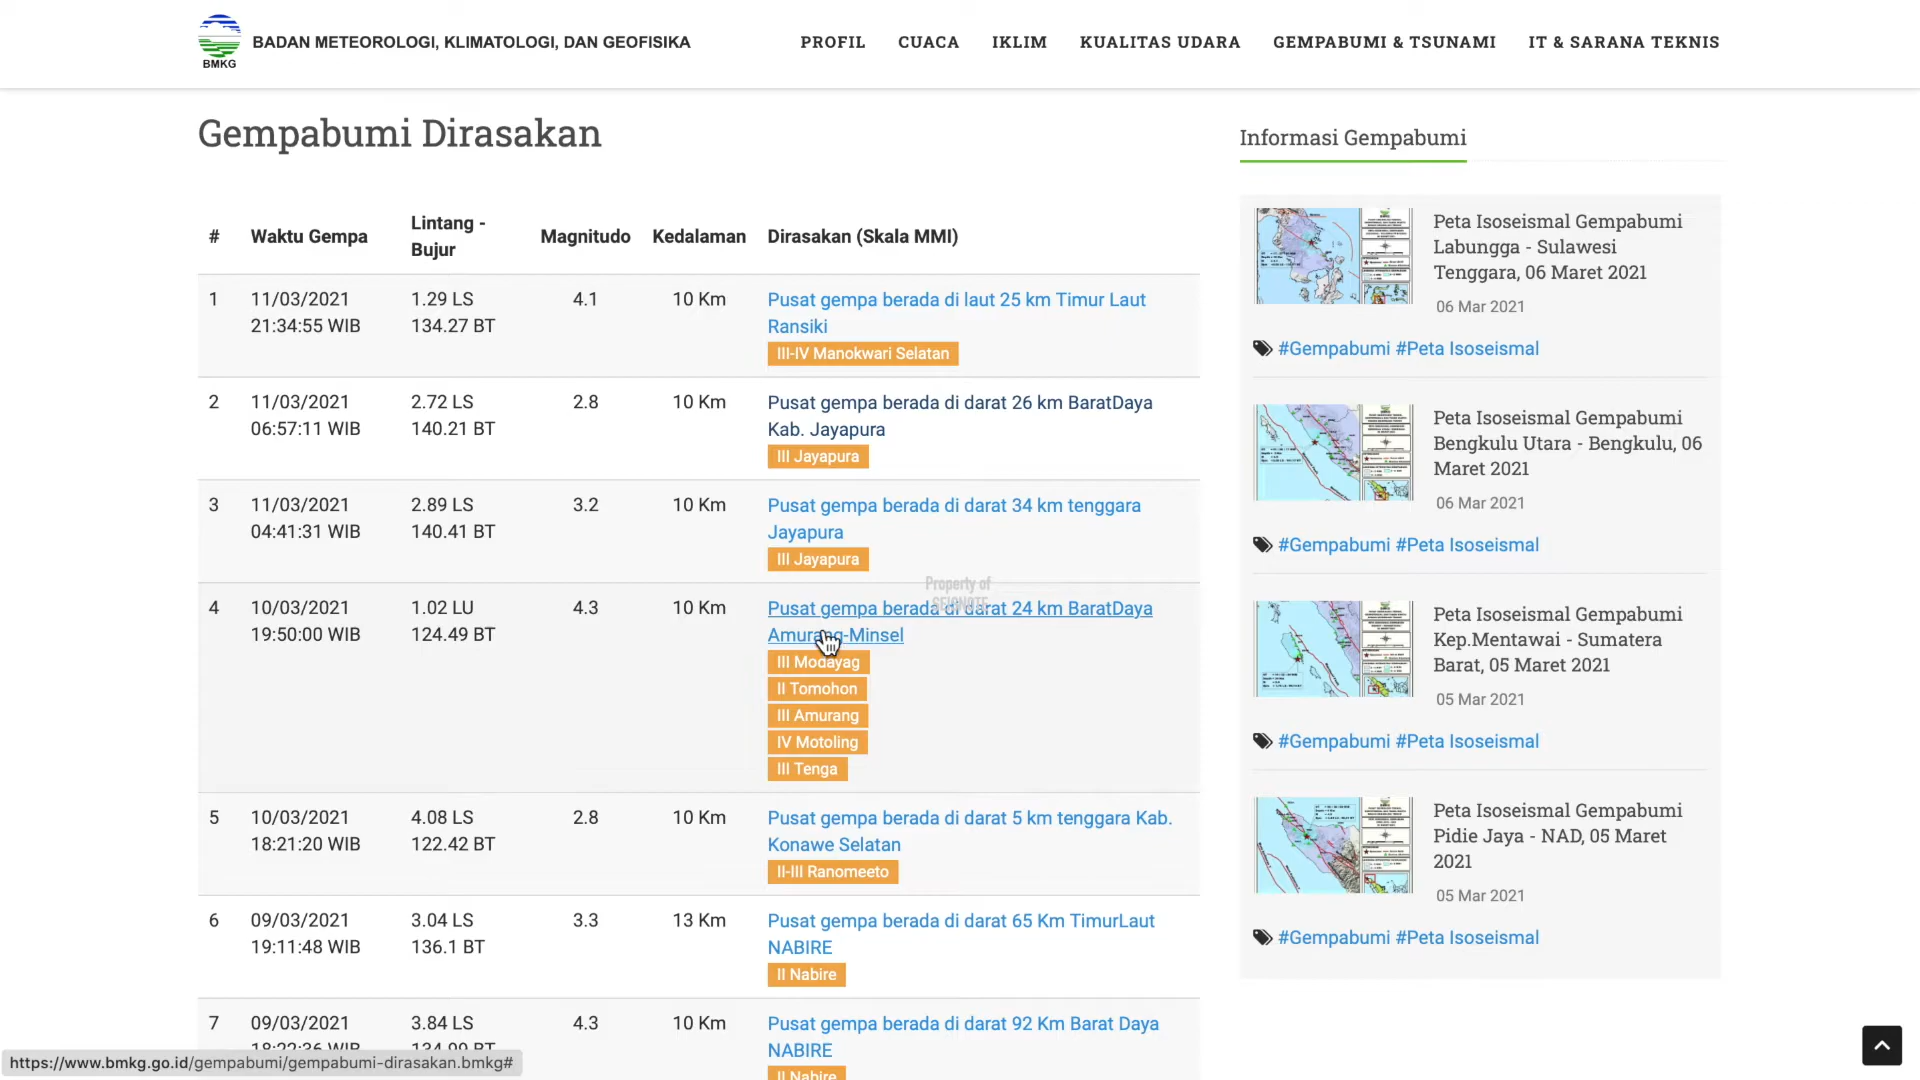 BMKG
BADAN METEOROLOGI, KLIMATOLOGI, DAN GEOFISIKA
PROFIL
CUACA
IKLIM
KUALITAS UDARA
GEMPABUMI & TSUNAMI
IT & SARANA TEKNIS
Gempabumi Dirasakan
# Waktu Gempa Lintang - Bujur Magnitudo Kedalaman Dirasakan (Skala MMI)
1 11/03/2021 1.29 LS 4.1 10 Km Pusat gempa berada di laut 25 km Timur Laut
21:34:55 WIB 134.27 BT Ransiki
III-IV Manokwari Selatan
2 11/03/2021 2.72 LS 2.8 10 Km Pusat gempa berada di darat 26 km BaratDaya
06:57:11 WIB 140.21 BT Kab. Jayapura
III Jayapura
3 11/03/2021 2.89 LS 3.2 10 Km Pusat gempa berada di darat 34 km tenggara
04:41:31 WIB 140.41 BT Jayapura
III Jayapura
Property of
SEISNOTE
4 10/03/2021 1.02 LU 4.3 10 Km Pusat gempa berada di darat 24 km BaratDaya
19:50:00 WIB 124.49 BT Amurang-Minsel
III Modayag
II Tomohon
III Amurang
IV Motoling
III Tenga
5 10/03/2021 4.08 LS 2.8 10 Km Pusat gempa berada di darat 5 km tenggara Kab.
18:21:20 WIB 122.42 BT Konawe Selatan
II-III Ranomeeto
6 09/03/2021 3.04 LS 3.3 13 Km Pusat gempa berada di darat 65 Km TimurLaut
19:11:48 WIB 136.1 BT NABIRE
II Nabire
7 09/03/2021 3.84 LS 4.3 10 Km Pusat gempa berada di darat 92 Km Barat Daya
18:22:36 WIB 134.99 BT NABIRE
II Nabire
Informasi Gempabumi
Peta Isoseismal Gempabumi
Labungga - Sulawesi
Tenggara, 06 Maret 2021
06 Mar 2021
#Gempabumi #Peta Isoseismal
Peta Isoseismal Gempabumi
Bengkulu Utara - Bengkulu, 06
Maret 2021
06 Mar 2021
#Gempabumi #Peta Isoseismal
Peta Isoseismal Gempabumi
Kep.Mentawai - Sumatera
Barat, 05 Maret 2021
05 Mar 2021
#Gempabumi #Peta Isoseismal
Peta Isoseismal Gempabumi
Pidie Jaya - NAD, 05 Maret
2021
05 Mar 2021
#Gempabumi #Peta Isoseismal
https://www.bmkg.go.id/gempabumi/gempabumi-dirasakan.bmkg#